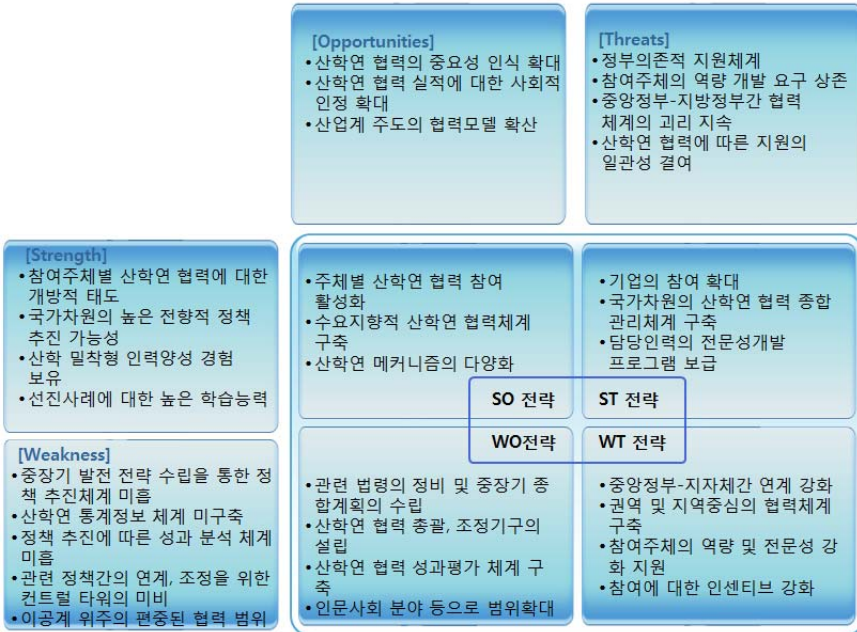 [Opportunities]
•산학연 협력의 중요성 인식 확대
•산학연 협력 실적에 대한 사회적
인정 확대
•산업계 주도의 협력모델 확산
[Threats]
•정부의존적 지원체계
•참여주체의 역량 개발 요구 상존
•중앙정부-지방정부간 협력
체계의 괴리 지속
•산학연 협력에 따른 지원의
일관성 결여
[Strength]
•참여주체별 산학연 협력에 대한
개방적 태도
•국가차원의 높은 전향적 정책
추진 가능성
•산학 밀착형 인력양성 경험
보유
•선진사례에 대한 높은 학습능력
•주체별 산학연 협력 참여
활성화
•수요지향적 산학연 협력체계
구축
•산학연 메커니즘의 다양화
SO 전략
•기업의 참여 확대
•국가차원의 산학연 협력 종합
관리체계 구축
•담당인력의 전문성개발
프로그램 보급
ST 전략
[Weakness]
•중장기 발전 전략 수립을 통한 정
책 추진체계 미흡
•산학연 통계정보 체계 미구축
•정책 추진에 따른 성과 분석 체계
미흡
•관련 정책간의 연계, 조정을 위한
컨트럴 타워의 미비
•이공계 위주의 편중된 협력 범위
WO전략
•관련 법령의 정비 및 중장기 종
합계획의 수립
•산학연 협력 총괄, 조정기구의
설립
•산학연 협력 성과평가 체계 구
축
•인문사회 분야 등으로 범위확대
WT 전략
•중앙정부-지자체간 연계 강화
•권역 및 지역중심의 협력체계
구축
•참여주체의 역량 및 전문성 강
화 지원
•참여에 대한 인센티브 강화